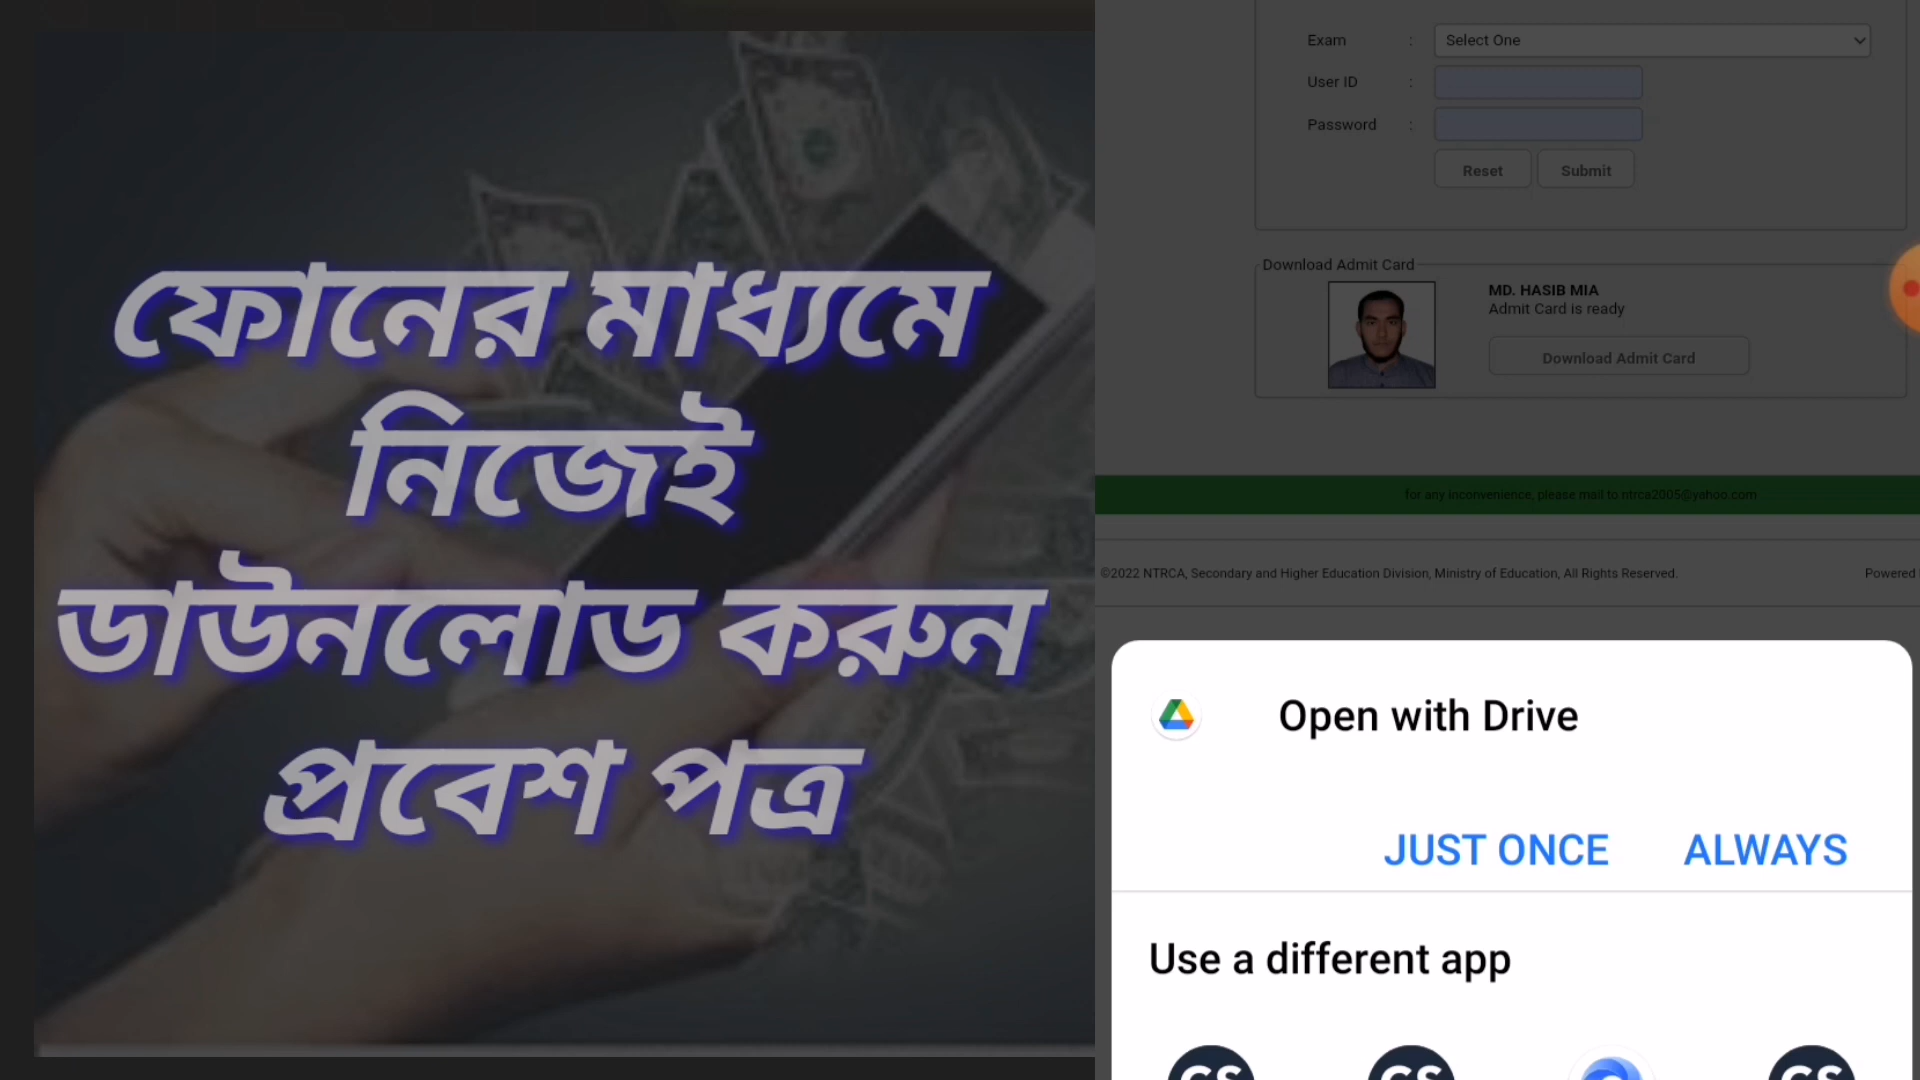 ফোনের মাধ্যমে
নিজেই
ডাউনলোড করুন
প্রবেশ পত্র
Exam : Select One
User ID :
Password :
Reset Submit
Download Admit Card
MD. HASIB MIA
Admit Card is ready
Download Admit Card
for any inconvenience, please mail to ntrca2005@yahoo.com
©2022 NTRCA, Secondary and Higher Education Division, Ministry of Education, All Rights Reserved. Powered
Open with Drive
JUST ONCE ALWAYS
Use a different app